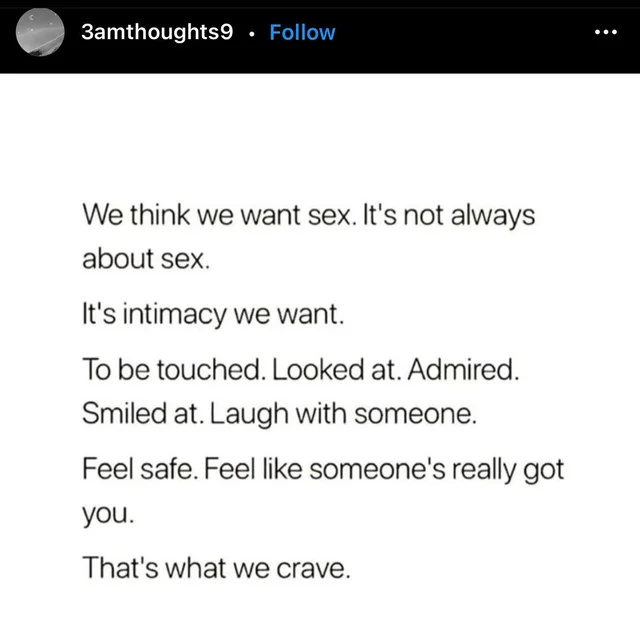 3amthoughts9 • Follow
We think we want sex. It's not always
about sex.
It's intimacy we want.
To be touched. Looked at. Admired.
Smiled at. Laugh with someone.
Feel safe. Feel like someone's really got
you.
That's what we crave.